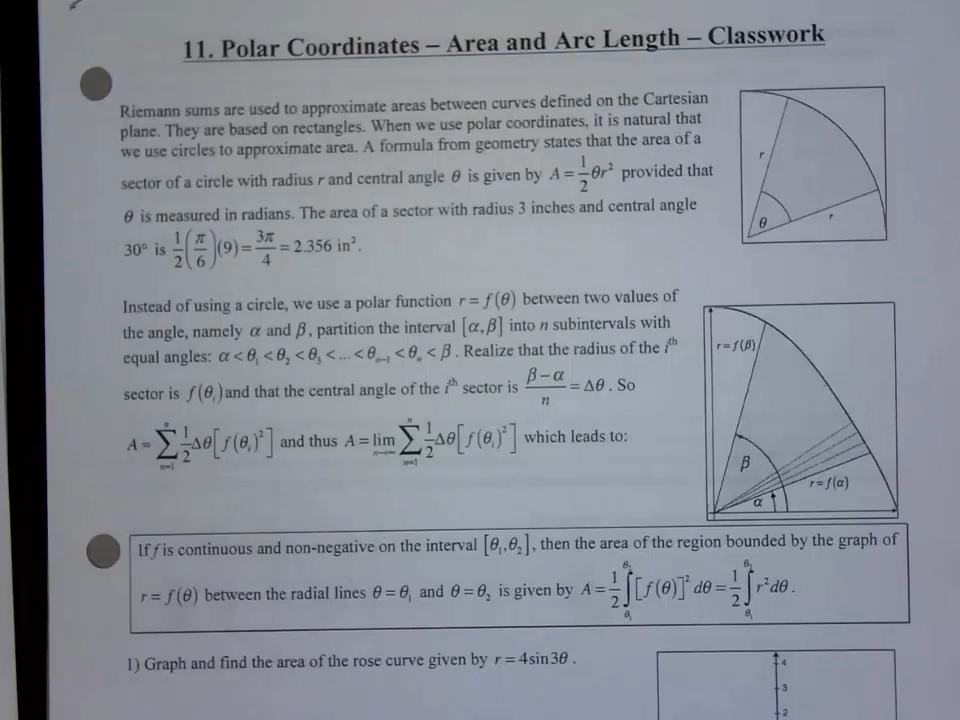 11. Polar Coordinates – Area and Arc Length – Classwork
Riemann sums are used to approximate areas between curves defined on the Cartesian
plane. They are based on rectangles. When we use polar coordinates, it is natural that
we use circles to approximate area. A formula from geometry states that the area of a
sector of a circle with radius r and central angle θ is given by A = 1/2 θr² provided that
θ is measured in radians. The area of a sector with radius 3 inches and central angle
30° is 1/2 (π/6)(9) = 3π/4 = 2.356 in².
r
θ
r
Instead of using a circle, we use a polar function r = f(θ) between two values of
the angle, namely α and β, partition the interval [α,β] into n subintervals with
equal angles: α < θ₁ < θ₂ < θ₃ < ... < θₙ₋₁ < θₙ < β. Realize that the radius of the iᵗʰ
sector is f(θᵢ) and that the central angle of the iᵗʰ sector is (β−α)/n = Δθ. So
A ≈ ∑ⁿₙ₌₁ 1/2 Δθ[f(θᵢ)²] and thus A = lim n→∞ ∑ⁿₙ₌₁ 1/2 Δθ[f(θᵢ)²] which leads to:
r = f(β)
β
r = f(α)
α
If f is continuous and non-negative on the interval [θ₁,θ₂], then the area of the region bounded by the graph of
r = f(θ) between the radial lines θ = θ₁ and θ = θ₂ is given by A = 1/2 ∫_θ₁^θ₂ [f(θ)]² dθ = 1/2 ∫_θ₁^θ₂ r² dθ.
1) Graph and find the area of the rose curve given by r = 4sin3θ.
4
3
2